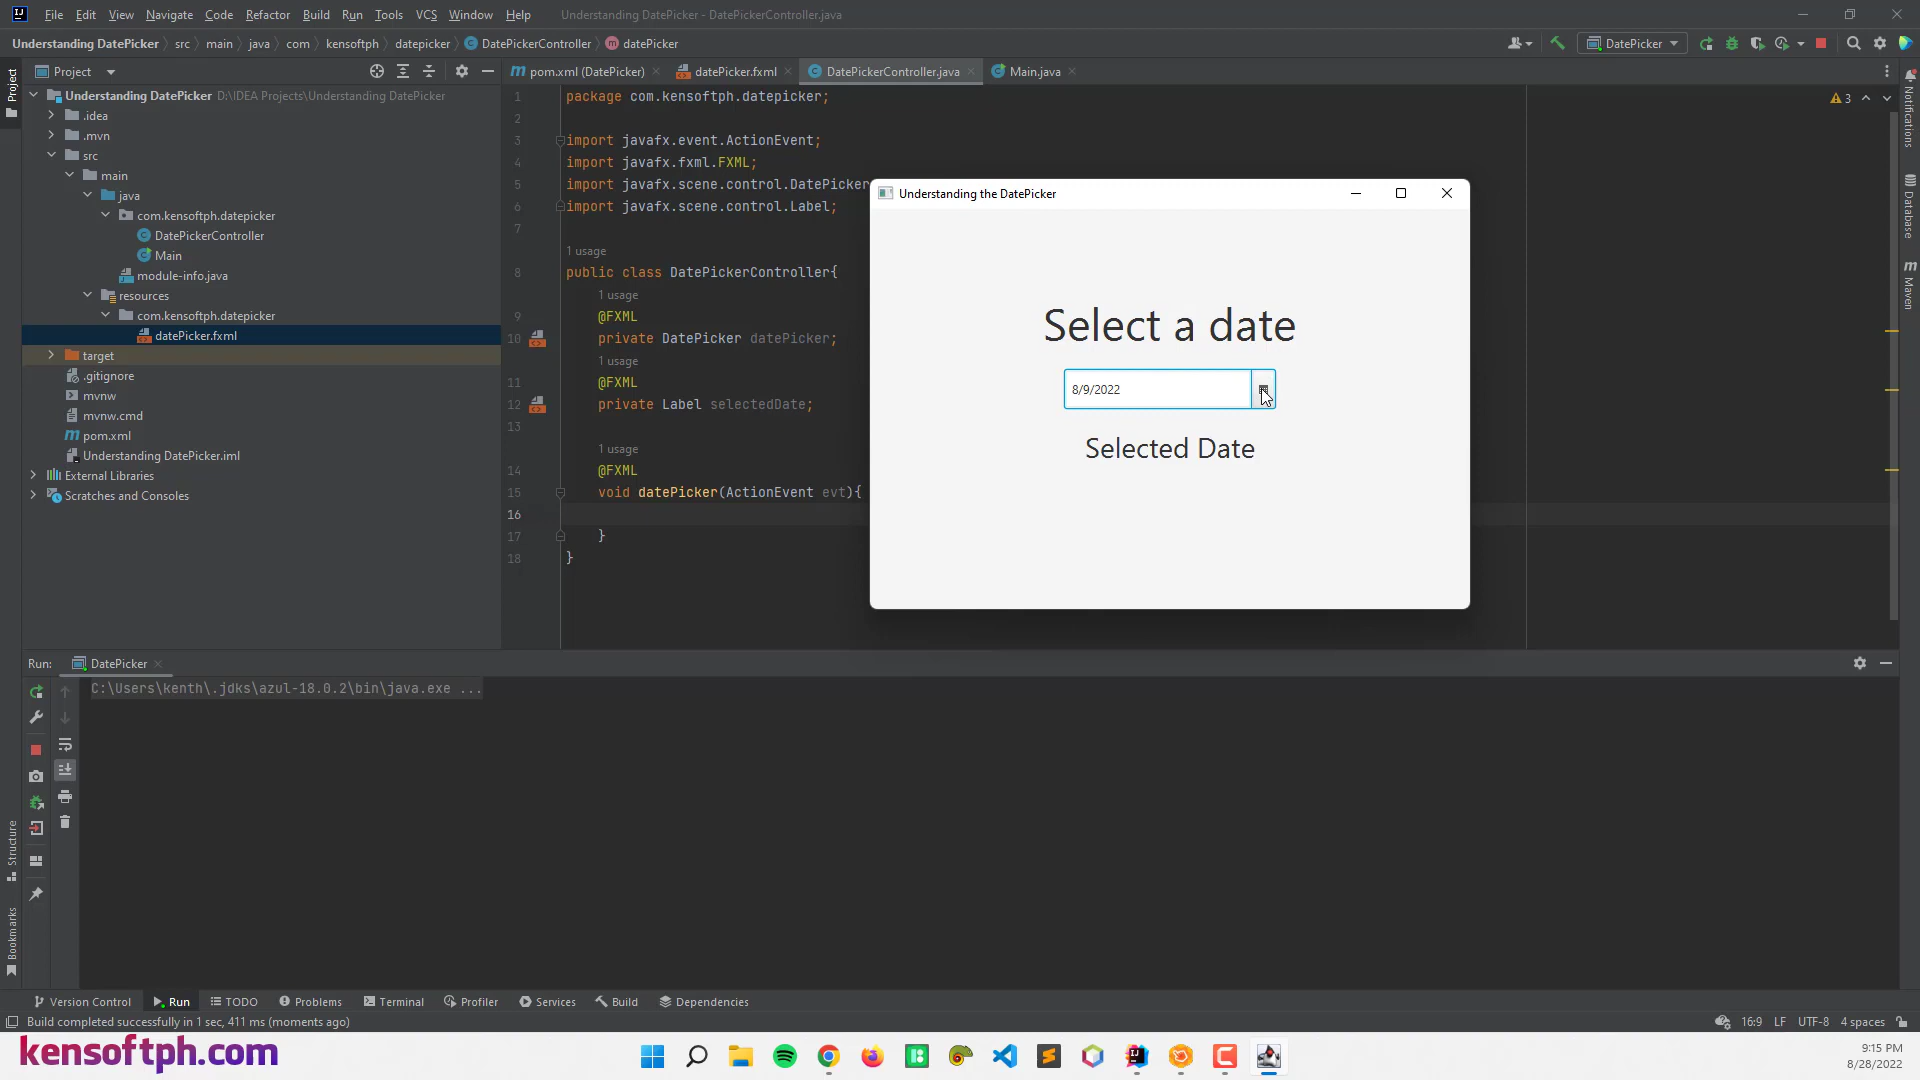 File Edit View Navigate Code Refactor Build Run Tools VCS Window Help Understanding DatePicker - DatePickerController.java
Understanding DatePicker src main java com kensoftph datepicker DatePickerController datePicker DatePicker
Project
Project
pom.xml (DatePicker) datePicker.fxml DatePickerController.java Main.java
Understanding DatePicker D:\IDEA Projects\Understanding DatePicker
.idea
.mvn
src
main
java
com.kensoftph.datepicker
DatePickerController
Main
module-info.java
resources
com.kensoftph.datepicker
datePicker.fxml
target
.gitignore
mvnw
mvnw.cmd
pom.xml
Understanding DatePicker.iml
External Libraries
Scratches and Consoles
1 package com.kensoftph.datepicker;
2
3 import javafx.event.ActionEvent;
4 import javafx.fxml.FXML;
5 import javafx.scene.control.DatePicker
6 import javafx.scene.control.Label;
7
1 usage
8 public class DatePickerController{
1 usage
9 @FXML
10 private DatePicker datePicker;
1 usage
11 @FXML
12 private Label selectedDate;
13
1 usage
14 @FXML
15 void datePicker(ActionEvent evt){
16
17 }
18 }
3
Notifications
Database
Maven
Understanding the DatePicker
Select a date
8/9/2022
Selected Date
Run: DatePicker
C:\Users\kenth\.jdks\azul-18.0.2\bin\java.exe ...
Structure
Bookmarks
Version Control Run TODO Problems Terminal Profiler Services Build Dependencies
Build completed successfully in 1 sec, 411 ms (moments ago) 16:9 LF UTF-8 4 spaces
kensoftph.com
9:15 PM
8/28/2022